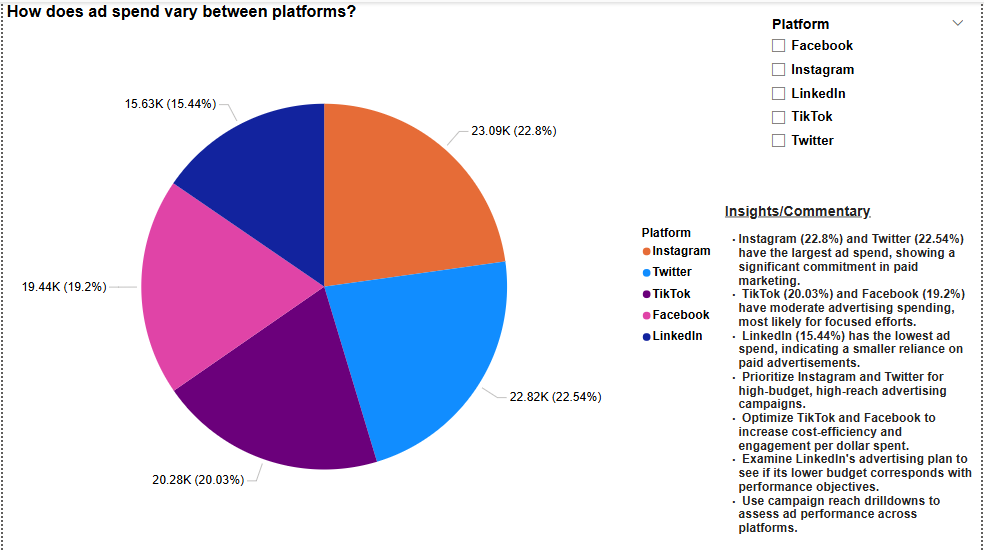 How does ad spend vary between platforms?
15.63K (15.44%)
23.09K (22.8%)
19.44K (19.2%)
22.82K (22.54%)
20.28K (20.03%)
Platform
Instagram
Twitter
TikTok
Facebook
LinkedIn
Platform
Facebook
Instagram
LinkedIn
TikTok
Twitter
Insights/Commentary
· Instagram (22.8%) and Twitter (22.54%)
have the largest ad spend, showing a
significant commitment in paid
marketing.
· TikTok (20.03%) and Facebook (19.2%)
have moderate advertising spending,
most likely for focused efforts.
· LinkedIn (15.44%) has the lowest ad
spend, indicating a smaller reliance on
paid advertisements.
· Prioritize Instagram and Twitter for
high-budget, high-reach advertising
campaigns.
· Optimize TikTok and Facebook to
increase cost-efficiency and
engagement per dollar spent.
· Examine LinkedIn's advertising plan to
see if its lower budget corresponds with
performance objectives.
· Use campaign reach drilldowns to
assess ad performance across
platforms.